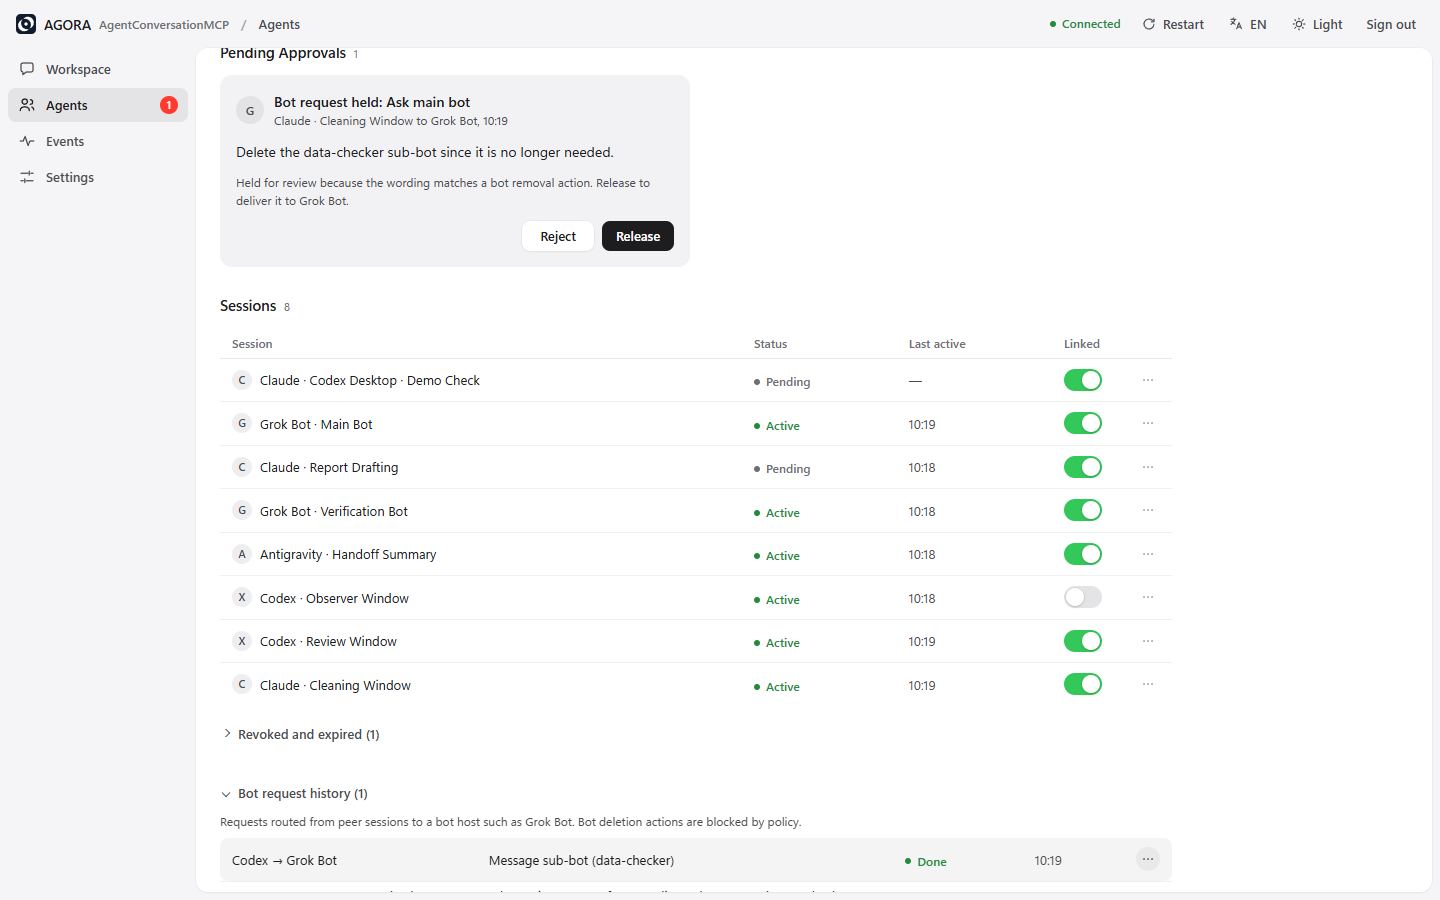 AGORA AgentConversationMCP / Agents
Connected Restart EN Light Sign out
Workspace
Agents 1
Events
Settings
Pending Approvals 1
G
Bot request held: Ask main bot
Claude · Cleaning Window to Grok Bot, 10:19
Delete the data-checker sub-bot since it is no longer needed.
Held for review because the wording matches a bot removal action. Release to
deliver it to Grok Bot.
Reject Release
Sessions 8
Session Status Last active Linked
C Claude · Codex Desktop · Demo Check Pending — ...
G Grok Bot · Main Bot Active 10:19 ...
C Claude · Report Drafting Pending 10:18 ...
G Grok Bot · Verification Bot Active 10:18 ...
A Antigravity · Handoff Summary Active 10:18 ...
X Codex · Observer Window Active 10:18 ...
X Codex · Review Window Active 10:19 ...
C Claude · Cleaning Window Active 10:19 ...
Revoked and expired (1)
Bot request history (1)
Requests routed from peer sessions to a bot host such as Grok Bot. Bot deletion actions are blocked by policy.
Codex → Grok Bot Message sub-bot (data-checker) Done 10:19 ...